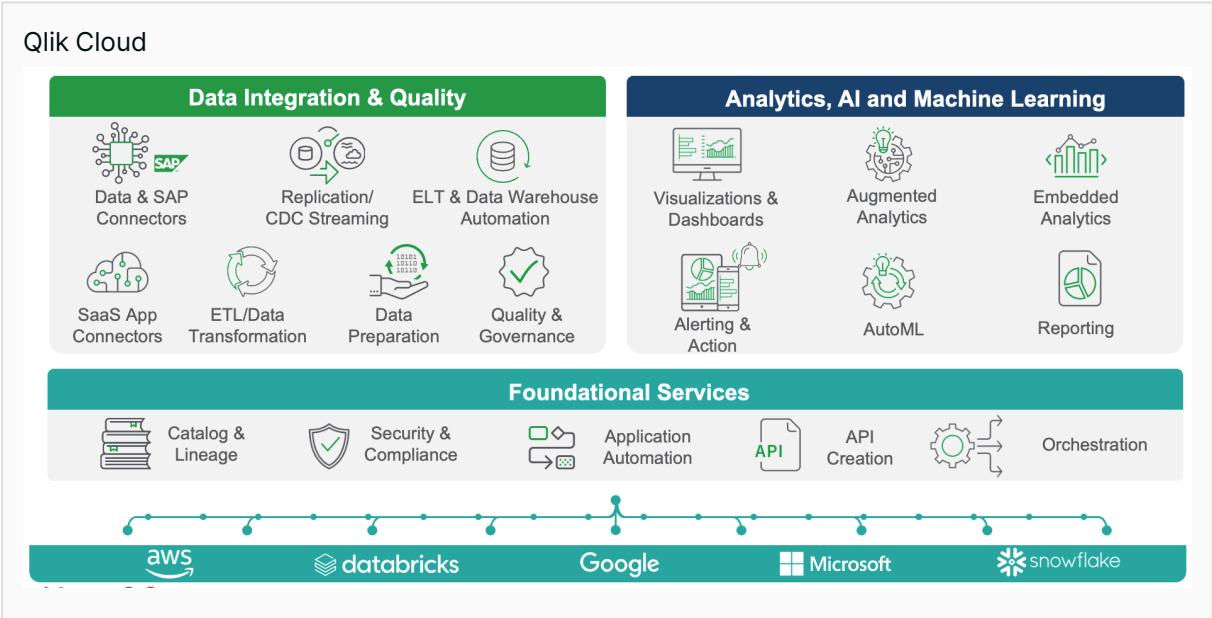 Qlik Cloud
Data Integration & Quality
SAP
Data & SAP
Connectors
Replication/
CDC Streaming
ELT & Data Warehouse
Automation
SaaS App
Connectors
ETL/Data
Transformation
10101
10110
10110
Data
Preparation
Quality &
Governance
Analytics, AI and Machine Learning
Visualizations &
Dashboards
Augmented
Analytics
Embedded
Analytics
Alerting &
Action
AutoML
Reporting
Foundational Services
Catalog &
Lineage
Security &
Compliance
Application
Automation
API
API
Creation
Orchestration
aws
databricks
Google
Microsoft
snowflake